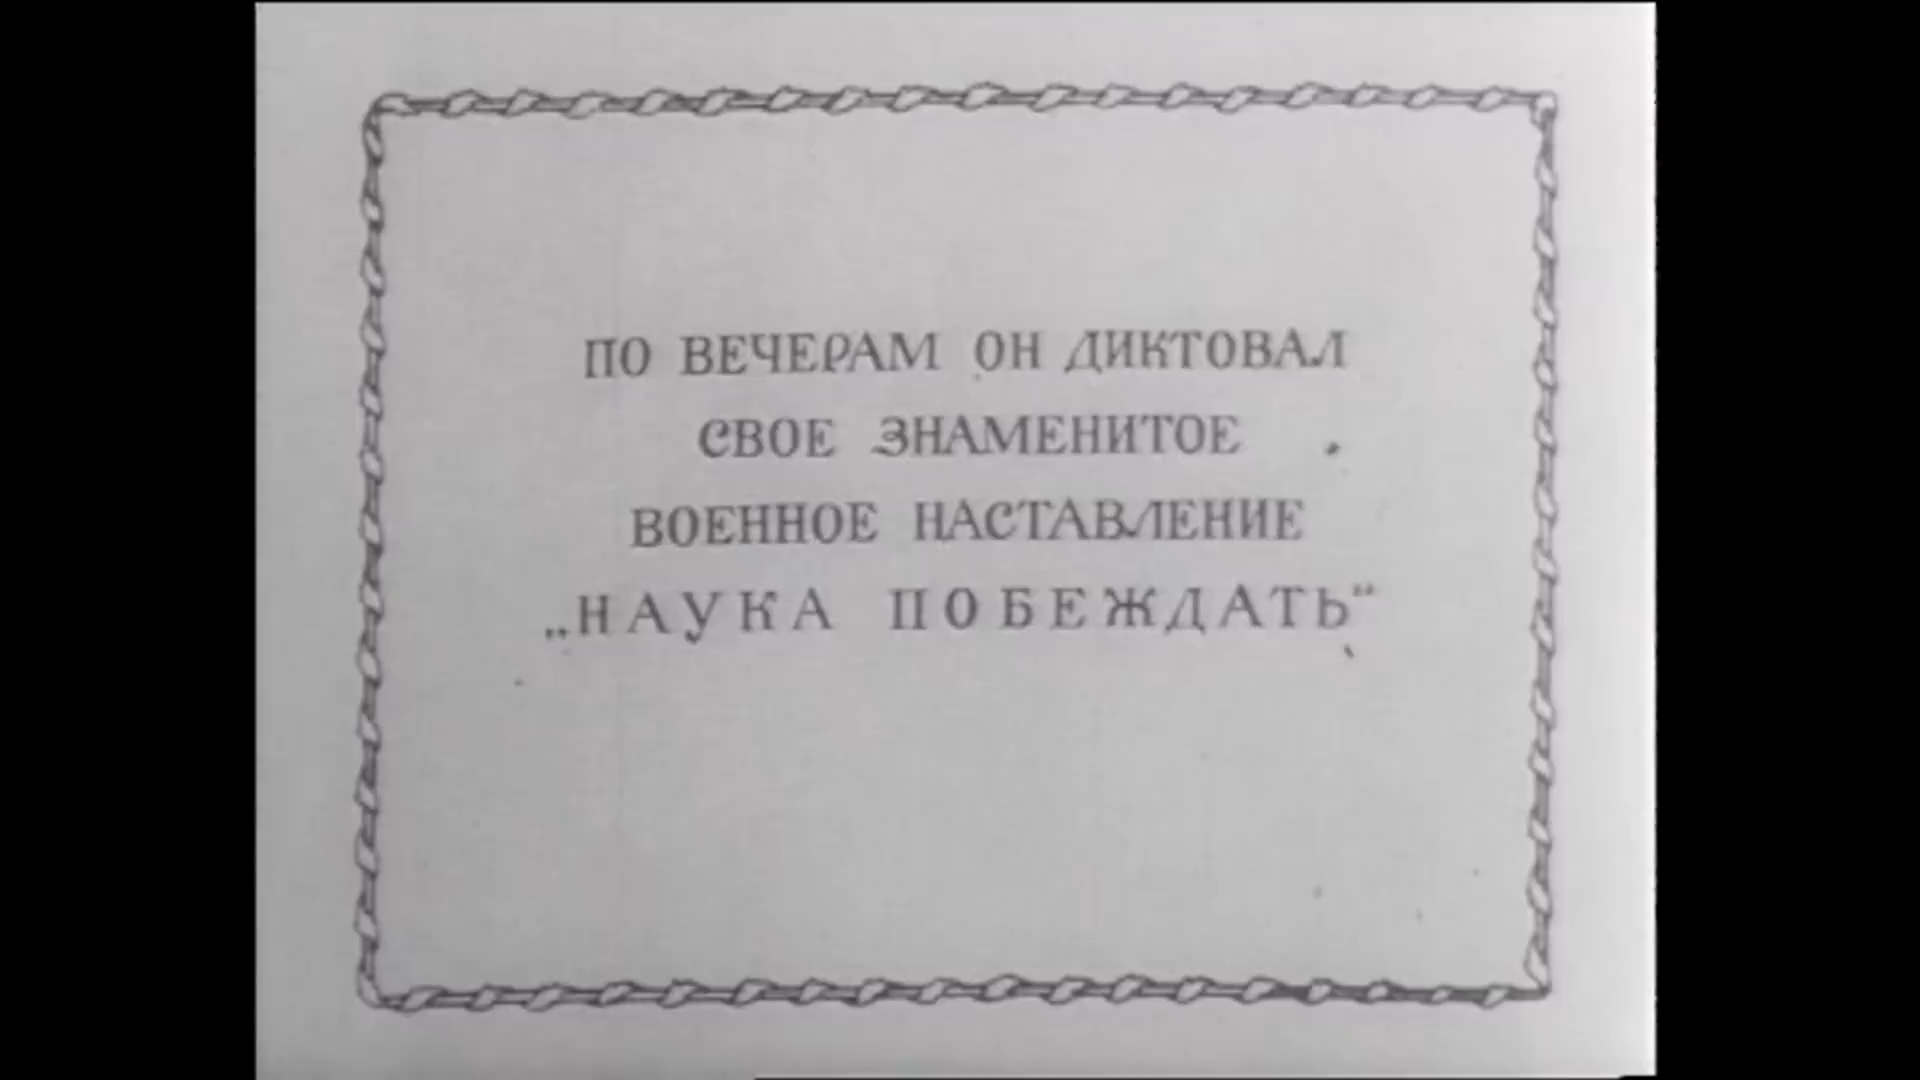 ПО ВЕЧЕРАМ ОН ДИКТОВАЛ
СВОЕ ЗНАМЕНИТОЕ
ВОЕННОЕ НАСТАВЛЕНИЕ
„НАУКА ПОБЕЖДАТЬ“